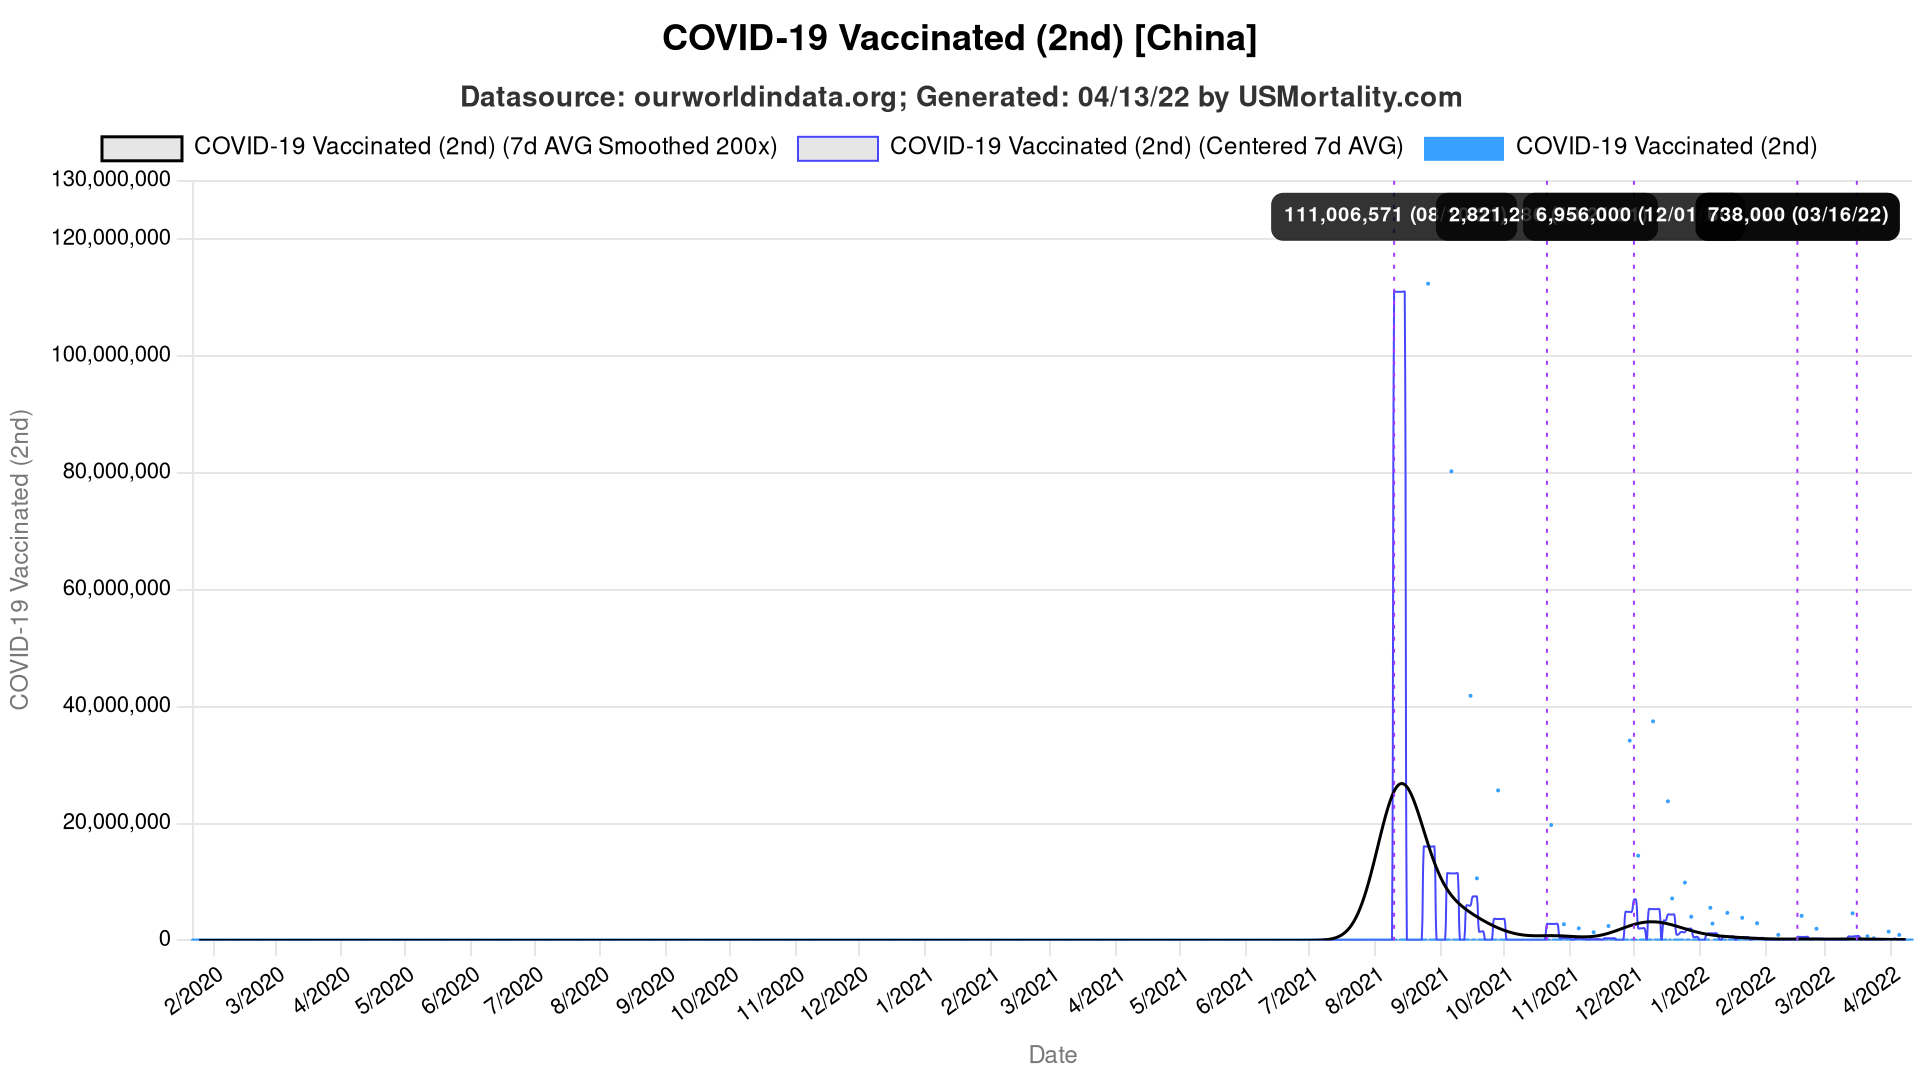 COVID-19 Vaccinated (2nd) [China]
Datasource: ourworldindata.org; Generated: 04/13/22 by USMortality.com
COVID-19 Vaccinated (2nd) (7d AVG Smoothed 200x) COVID-19 Vaccinated (2nd) (Centered 7d AVG) COVID-19 Vaccinated (2nd)
130,000,000
111,006,571 (08/ 2,821,28 6,956,000 (12/01 738,000 (03/16/22)
120,000,000
100,000,000
80,000,000
60,000,000
40,000,000
20,000,000
0
COVID-19 Vaccinated (2nd)
2/2020 3/2020 4/2020 5/2020 6/2020 7/2020 8/2020 9/2020 10/2020 11/2020 12/2020 1/2021 2/2021 3/2021 4/2021 5/2021 6/2021 7/2021 8/2021 9/2021 10/2021 11/2021 12/2021 1/2022 2/2022 3/2022 4/2022
Date